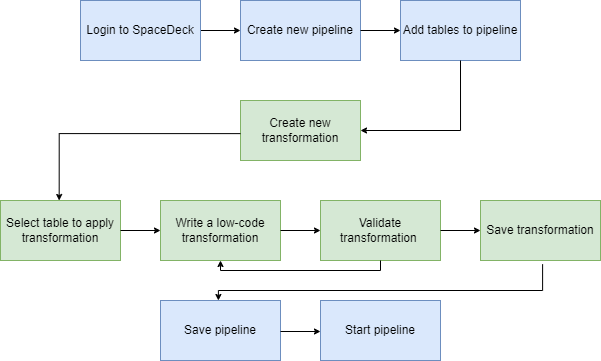 Login to SpaceDeck
Create new pipeline
Add tables to pipeline
Create new
transformation
Select table to apply
transformation
Write a low-code
transformation
Validate
transformation
Save transformation
Save pipeline
Start pipeline